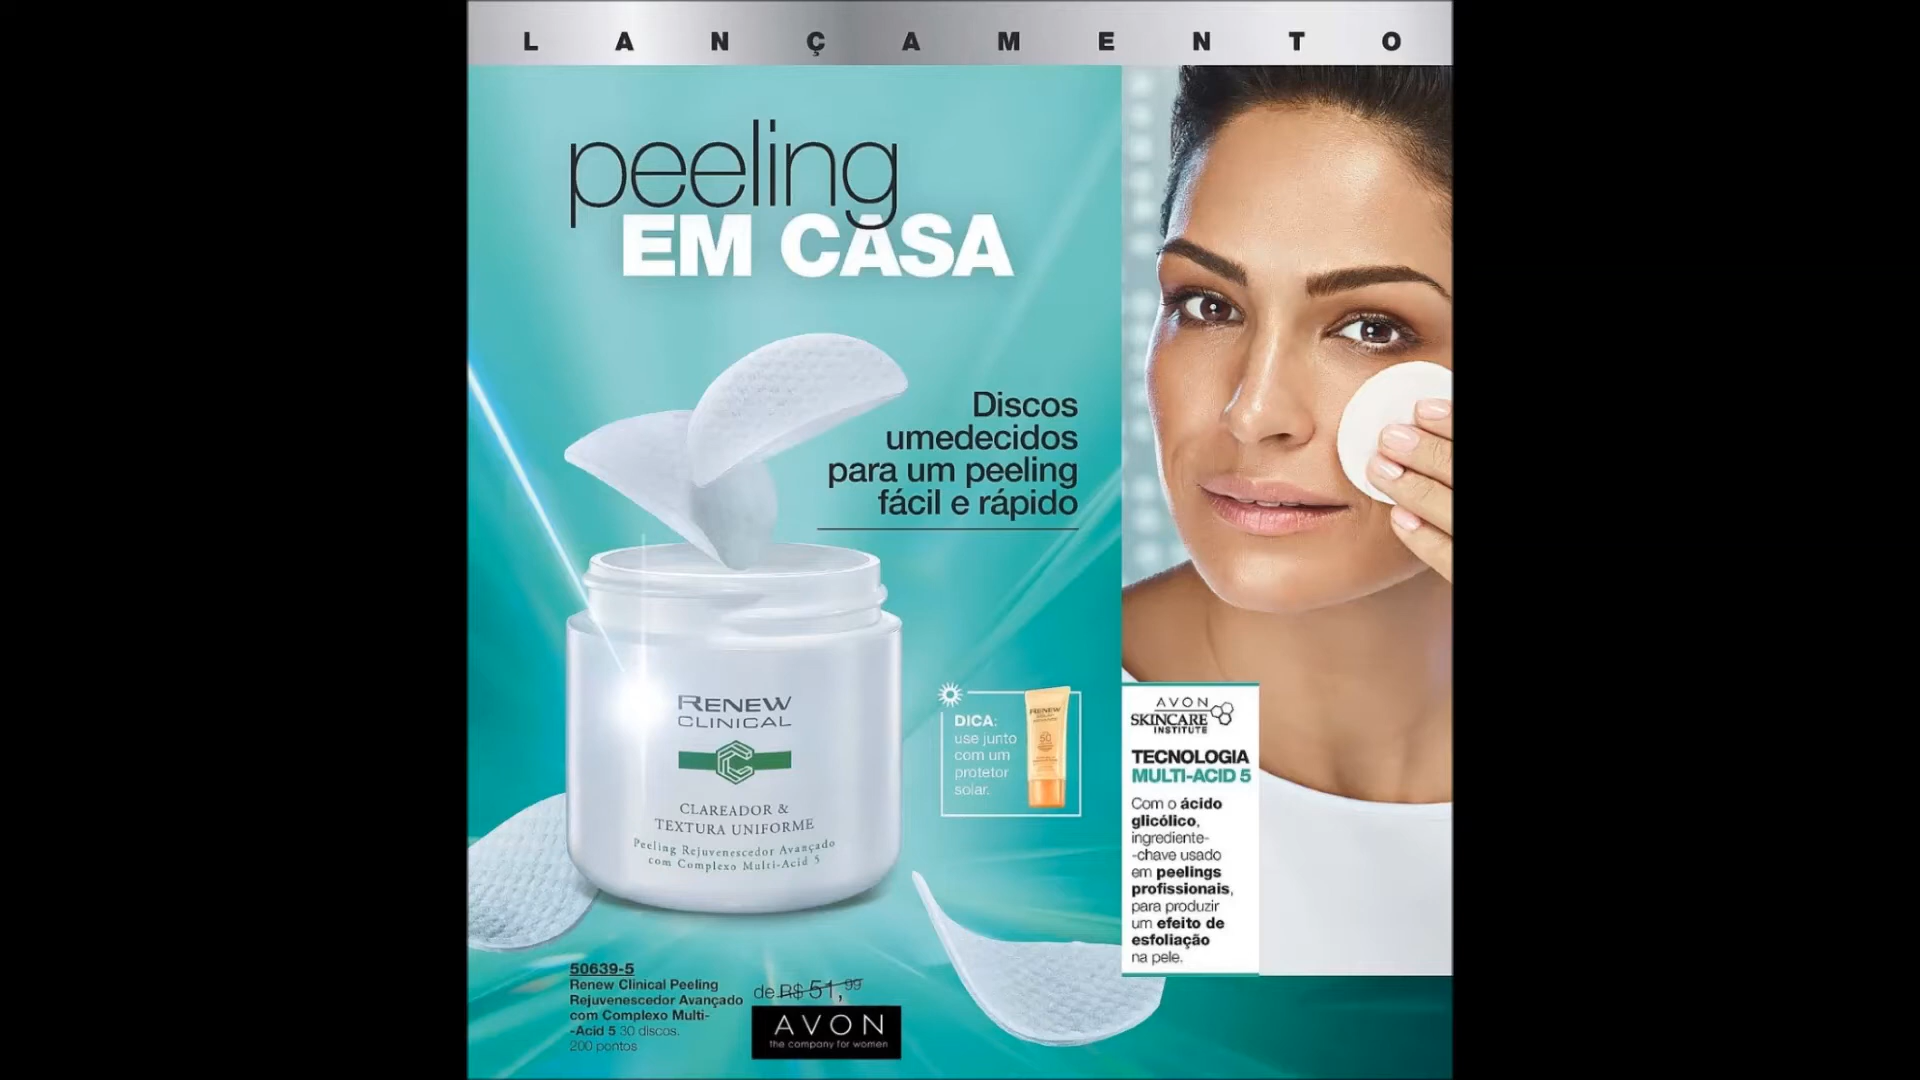 LANÇAMENTO
peeling
EM CASA
Discos
umedecidos
para um peeling
fácil e rápido
RENEW
CLINICAL
CLAREADOR &
TEXTURA UNIFORME
Peeling Rejuvenescedor Avançado
com Complexo Multi-Acid 5
DICA:
use junto
com um
protetor
solar.
RENEW
50
AVON
SKINCARE
INSTITUTE
TECNOLOGIA
MULTI-ACID 5
Com o ácido
glicólico,
ingrediente-
-chave usado
em peelings
profissionais,
para produzir
um efeito de
esfoliação
na pele.
50639-5
Renew Clinical Peeling
Rejuvenescedor Avançado
com Complexo Multi-
-Acid 5 30 discos.
200 pontos
de R$ 51,99
AVON
the company for women